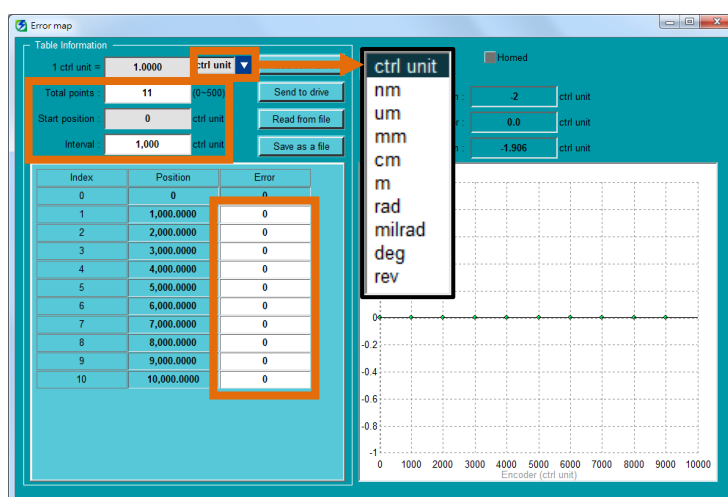 Error map
Table Information
1 ctrl unit = 1.0000 ctrl unit
Total points : 11 (0~500) Send to drive
Start position : 0 ctrl unit Read from file
Interval : 1,000 ctrl unit Save as a file
ctrl unit
nm
um
mm
cm
m
rad
milrad
deg
rev
Homed
-2 ctrl unit
0.0 ctrl unit
-1.906 ctrl unit
Index Position Error
0 0 0
1 1,000.0000 0
2 2,000.0000 0
3 3,000.0000 0
4 4,000.0000 0
5 5,000.0000 0
6 6,000.0000 0
7 7,000.0000 0
8 8,000.0000 0
9 9,000.0000 0
10 10,000.0000 0
0
-0.2
-0.4
-0.6
-0.8
-1
0 1000 2000 3000 4000 5000 6000 7000 8000 9000 10000
Encoder (ctrl unit)